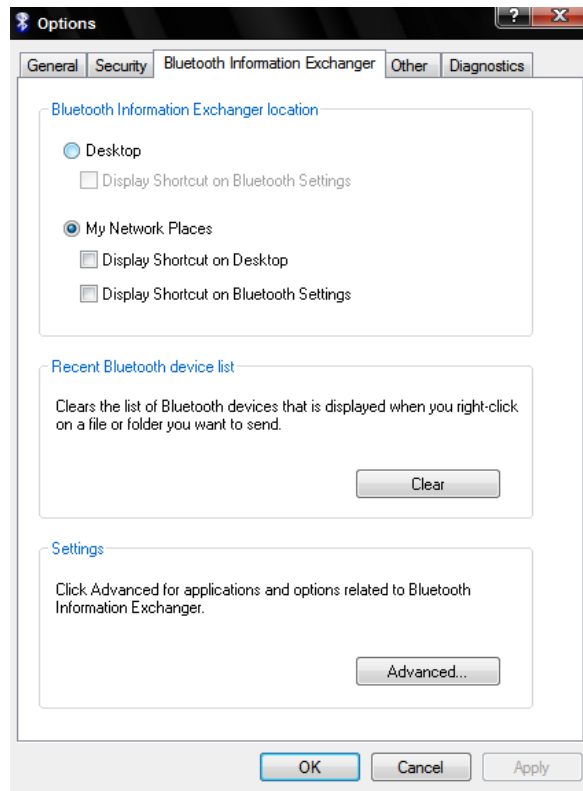 Options
?
X
General Security Bluetooth Information Exchanger Other Diagnostics
Bluetooth Information Exchanger location
Desktop
Display Shortcut on Bluetooth Settings
My Network Places
Display Shortcut on Desktop
Display Shortcut on Bluetooth Settings
Recent Bluetooth device list
Clears the list of Bluetooth devices that is displayed when you right-click
on a file or folder you want to send.
Clear
Settings
Click Advanced for applications and options related to Bluetooth
Information Exchanger.
Advanced...
OK Cancel Apply